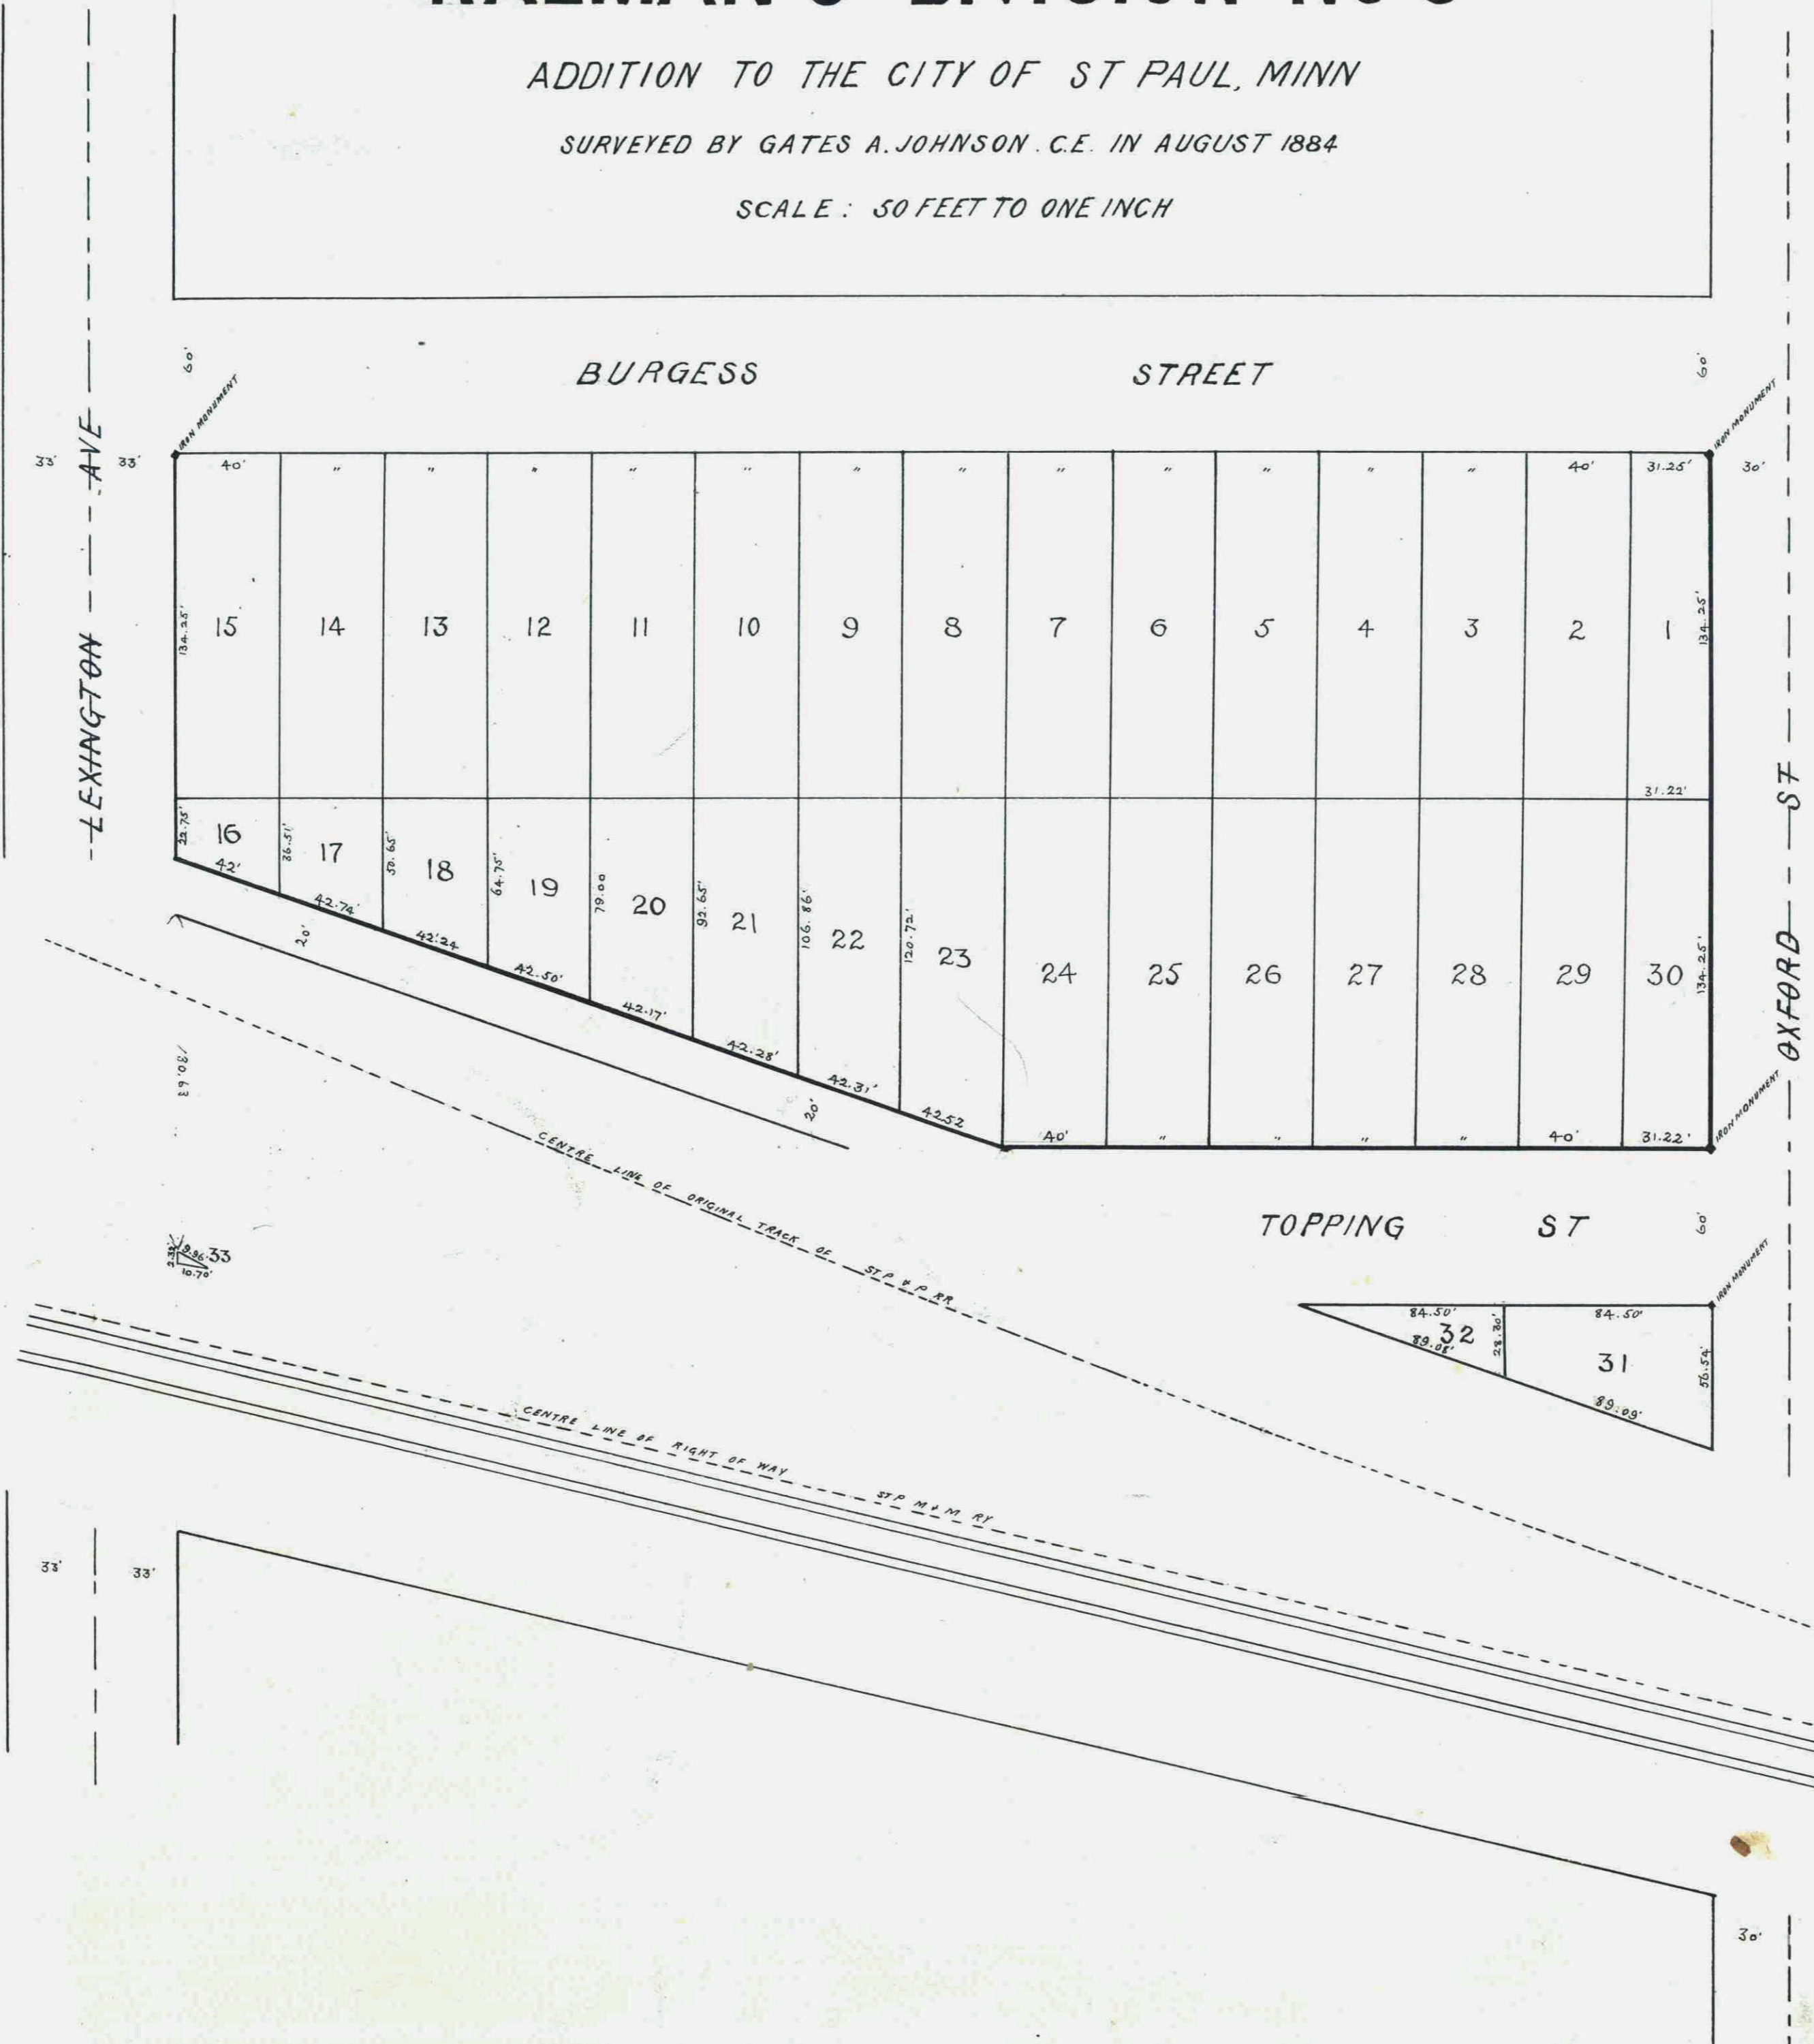 ADDITION TO THE CITY OF ST PAUL, MINN
SURVEYED BY GATES A. JOHNSON. C.E. IN AUGUST 1884
SCALE: 50 FEET TO ONE INCH
60'
BURGESS STREET
60'
IRON MONUMENT
IRON MONUMENT
33' LEXINGTON AVE 33'
40' " " " " " " " " " " " " 40' 31.25'
30'
134.25' 15 14 13 12 11 10 9 8 7 6 5 4 3 2 1 134.25'
31.22'
22.75' 16 36.51' 17 50.65' 18 64.75' 19 79.00 20 92.65' 21 106.86' 22 120.72' 23 24 25 26 27 28 29 30 134.25'
OXFORD ST
42' 42.74' 42.24 42.50' 42.17' 42.28' 42.31' 42.52
40' " " " " 40' 31.22'
IRON MONUMENT
20' 20'
130.63
CENTRE LINE OF ORIGINAL TRACK OF ST. P & P RR
TOPPING ST
60'
IRON MONUMENT
9.96 33
10.70'
84.50' 84.50'
32 28.30'
89.08'
31 56.54'
89.09'
CENTRE LINE OF RIGHT OF WAY ST P M & M RY
33' 33'
30'